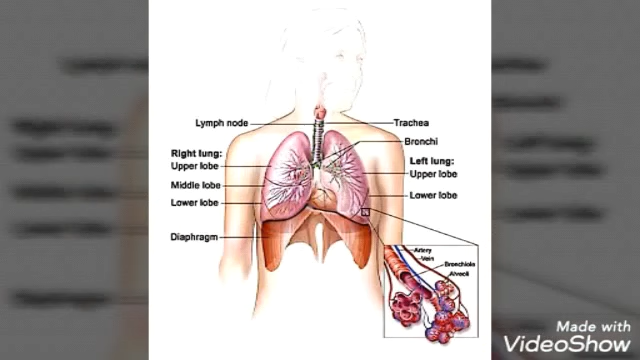 Lymph node
Trachea
Bronchi
Right lung:
Upper lobe
Middle lobe
Lower lobe
Left lung:
Upper lobe
Lower lobe
Diaphragm
Artery
Vein
Bronchiole
Alveoli
Made with
VideoShow